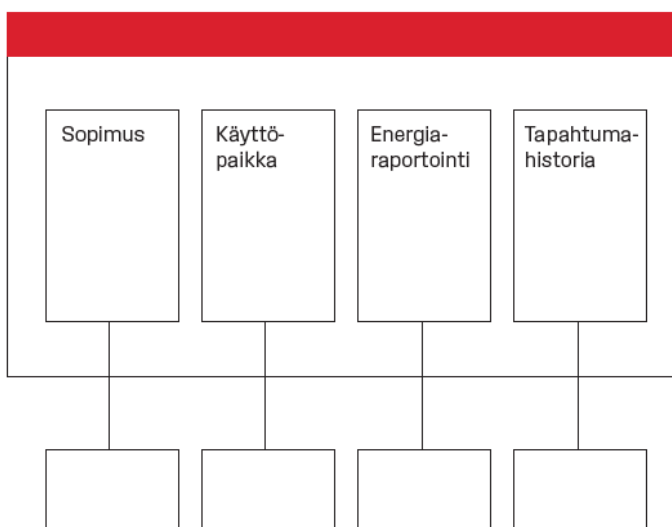 Sopimus
Käyttö-
paikka
Energia-
raportointi
Tapahtuma-
historia